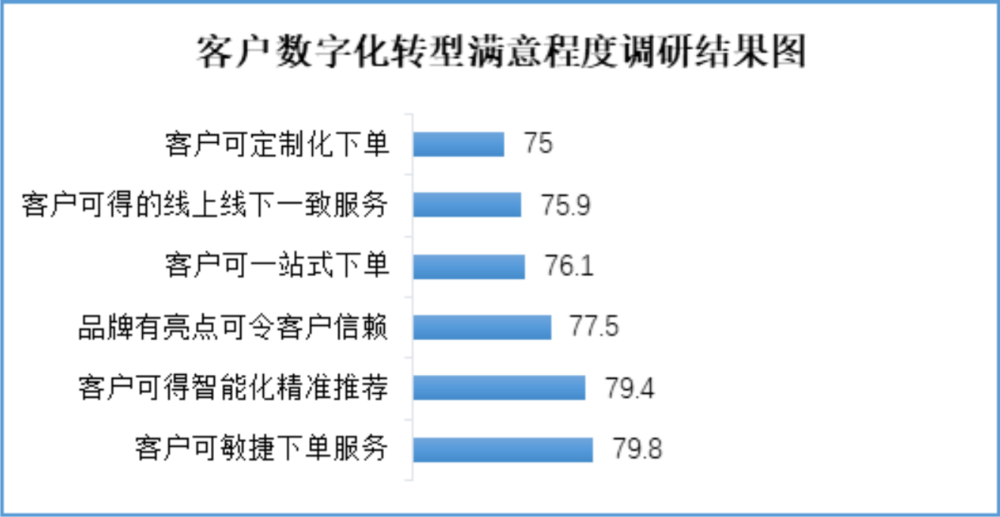 客户数字化转型满意程度调研结果图
客户可定制化下单 75
客户可得的线上线下一致服务 75.9
客户可一站式下单 76.1
品牌有亮点可令客户信赖 77.5
客户可得智能化精准推荐 79.4
客户可敏捷下单服务 79.8